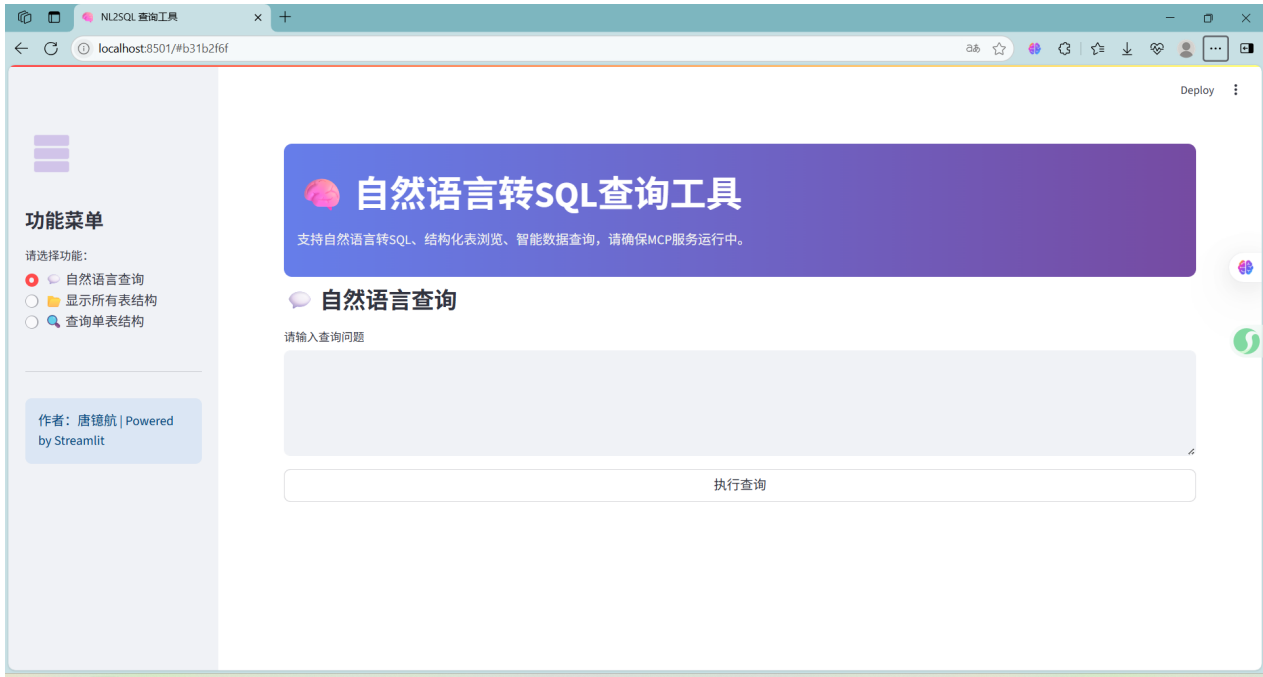 NL2SQL 查询工具
localhost:8501/#b31b2f6f
Deploy
功能菜单
请选择功能：
自然语言查询
显示所有表结构
查询单表结构
作者：唐镱航 | Powered
by Streamlit
自然语言转SQL查询工具
支持自然语言转SQL、结构化表浏览、智能数据查询，请确保MCP服务运行中。
自然语言查询
请输入查询问题
执行查询